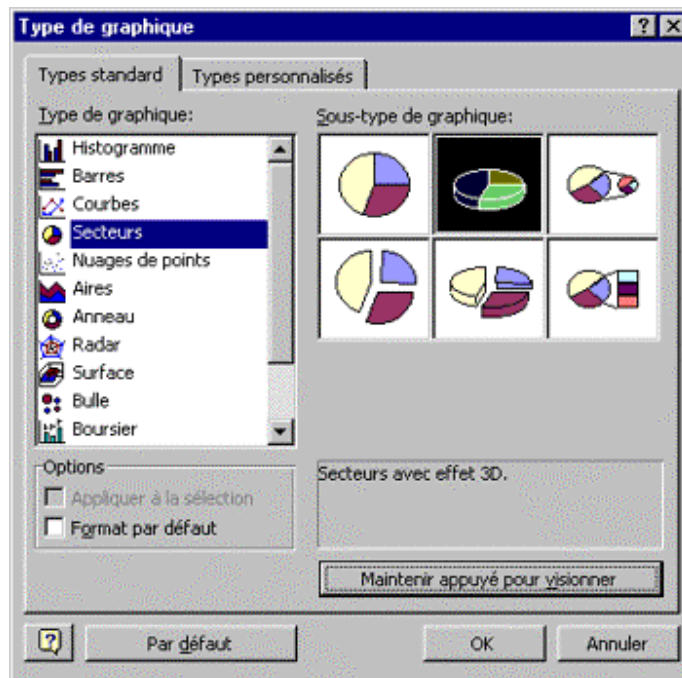 Type de graphique
Types standard
Types personnalisés
Type de graphique:
Histogramme
Barres
Courbes
Secteurs
Nuages de points
Aires
Anneau
Radar
Surface
Bulle
Boursier
Sous-type de graphique:
Options
Appliquer à la sélection
Format par défaut
Secteurs avec effet 3D.
Maintenir appuyé pour visionner
Par défaut
OK
Annuler